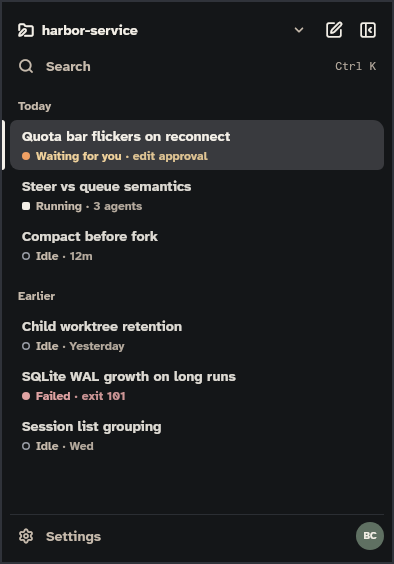 harbor-service
Search Ctrl K
Today
Quota bar flickers on reconnect
Waiting for you · edit approval
Steer vs queue semantics
Running · 3 agents
Compact before fork
Idle · 12m
Earlier
Child worktree retention
Idle · Yesterday
SQLite WAL growth on long runs
Failed · exit 101
Session list grouping
Idle · Wed
Settings BC